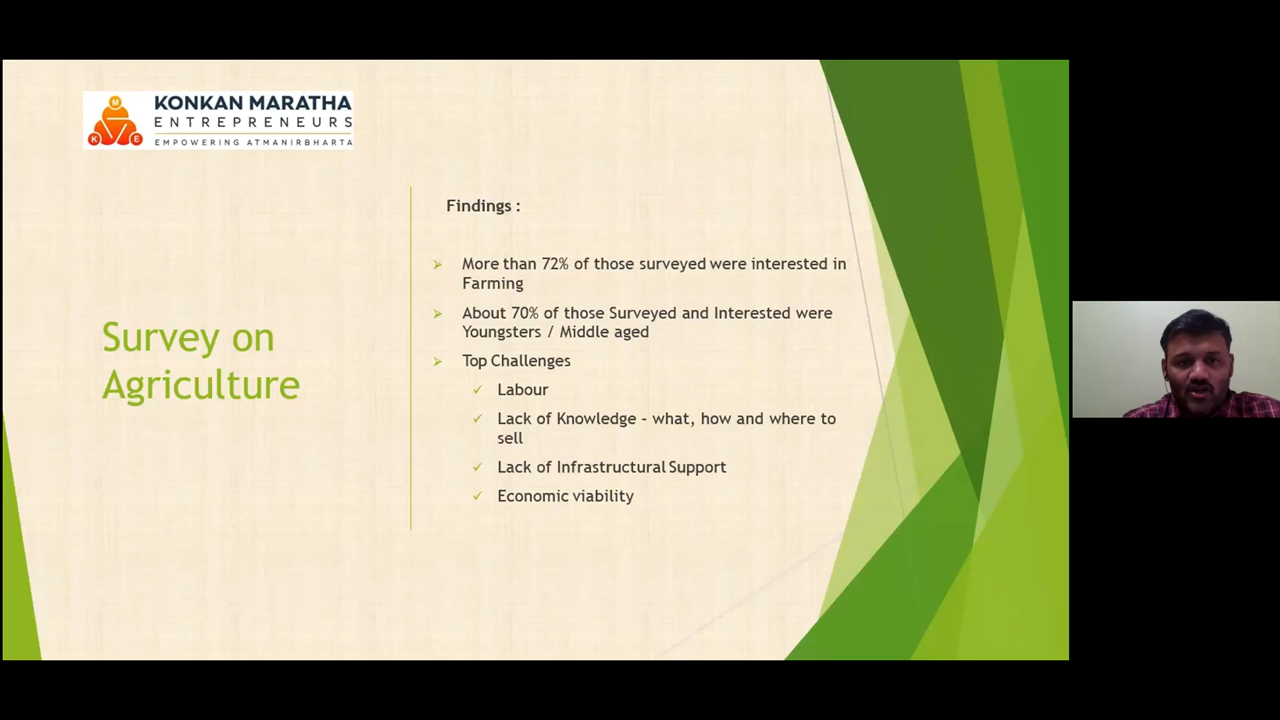 KONKAN MARATHA
ENTREPRENEURS
EMPOWERING ATMANIRBHARTA
M
K
E
Survey on
Agriculture
Findings :
More than 72% of those surveyed were interested in
Farming
About 70% of those Surveyed and Interested were
Youngsters / Middle aged
Top Challenges
Labour
Lack of Knowledge - what, how and where to
sell
Lack of Infrastructural Support
Economic viability